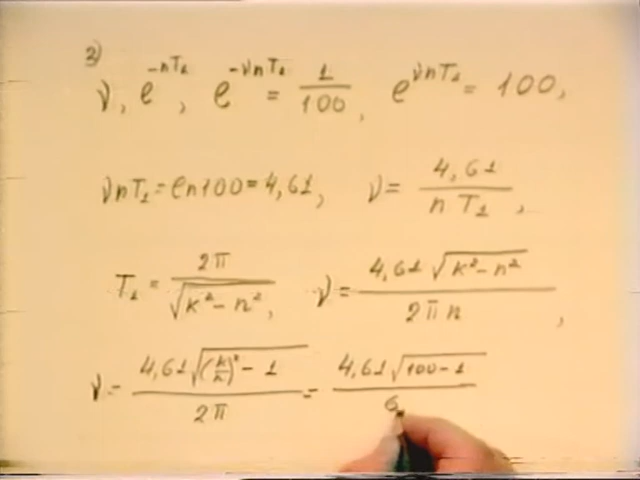 3)
ν, e^{-nT₁}, e^{-νnT₁} = 1/100, e^{νnT₁} = 100,
νnT₁ = ln100 = 4,61, ν = 4,61/(n T₁),
T₁ = 2π/√(k² - n²), ν = 4,61 √(k² - n²)/(2πn),
ν = 4,61 √((k/n)² - 1)/(2π) = 4,61 √(100 - 1)/6